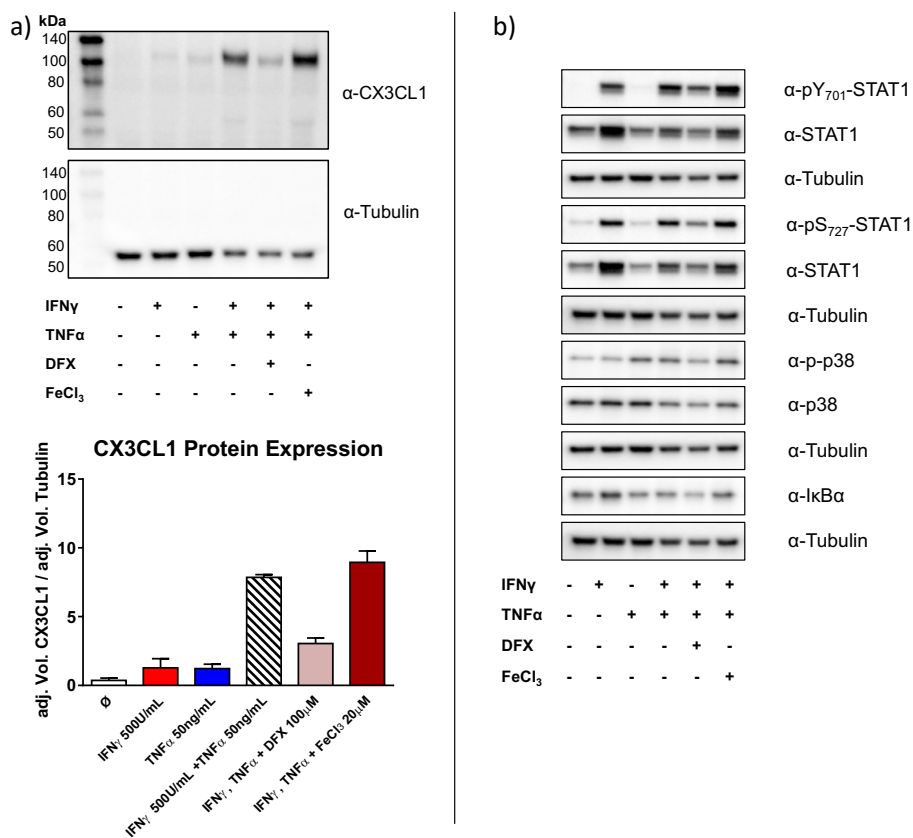 a)
kDa
140
100
80
60
50
α-CX3CL1
140
100
80
60
50
α-Tubulin
IFNγ - + - + + +
TNFα - - + + + +
DFX - - - - + -
FeCl₃ - - - - - +
CX3CL1 Protein Expression
adj. Vol. CX3CL1 / adj. Vol. Tubulin
15
10
5
0
Ø
IFNγ 500U/mL
TNFα 50ng/mL
IFNγ 500U/mL +TNFα 50ng/mL
IFNγ, TNFα + DFX 100μM
IFNγ, TNFα + FeCl₃ 20μM
b)
α-pY₇₀₁-STAT1
α-STAT1
α-Tubulin
α-pS₇₂₇-STAT1
α-STAT1
α-Tubulin
α-p-p38
α-p38
α-Tubulin
α-IκBα
α-Tubulin
IFNγ - + - + + +
TNFα - - + + + +
DFX - - - - + -
FeCl₃ - - - - - +